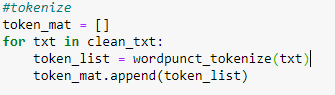 #tokenize
token_mat = []
for txt in clean_txt:
    token_list = wordpunct_tokenize(txt)
    token_mat.append(token_list)